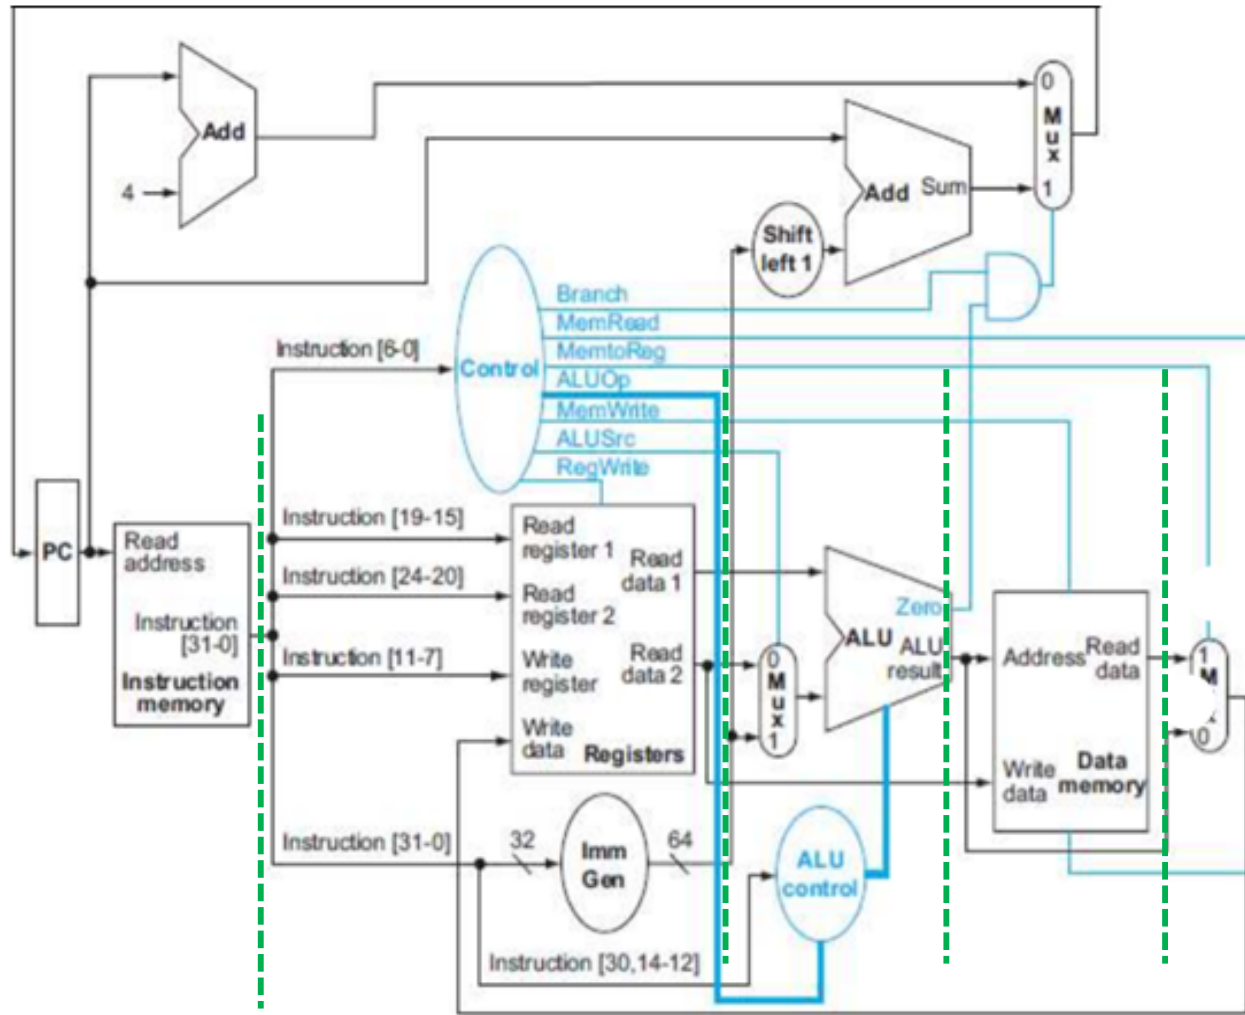 Add
4
0
M
u
x
1
Add Sum
Shift
left 1
Branch
MemRead
MemtoReg
ALUOp
MemWrite
ALUSrc
RegWrite
Control
Instruction [6-0]
PC
Read
address
Instruction
[31-0]
Instruction
memory
Instruction [19-15]
Instruction [24-20]
Instruction [11-7]
Instruction [31-0]
Read
register 1
Read
register 2
Write
register
Write
data
Read
data 1
Read
data 2
Registers
32
Imm
Gen
64
Instruction [30,14-12]
0
M
u
x
1
Zero
ALU
ALU
result
ALU
control
Address
Read
data
Write
data
Data
memory
1
M
0